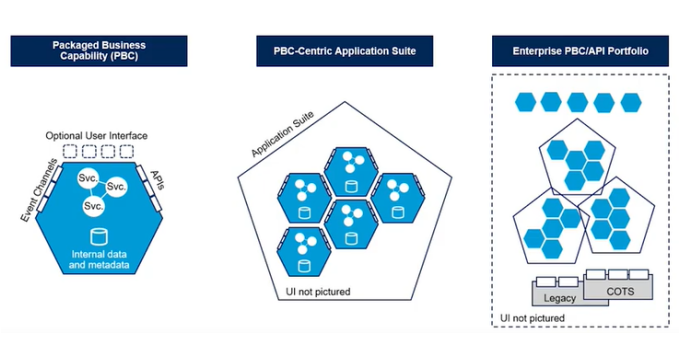 Packaged Business
Capability (PBC)
Optional User Interface
Event Channels
APIs
Svc.
Svc.
Svc.
Internal data
and metadata
PBC-Centric Application Suite
Application Suite
UI not pictured
Enterprise PBC/API Portfolio
Legacy
COTS
UI not pictured